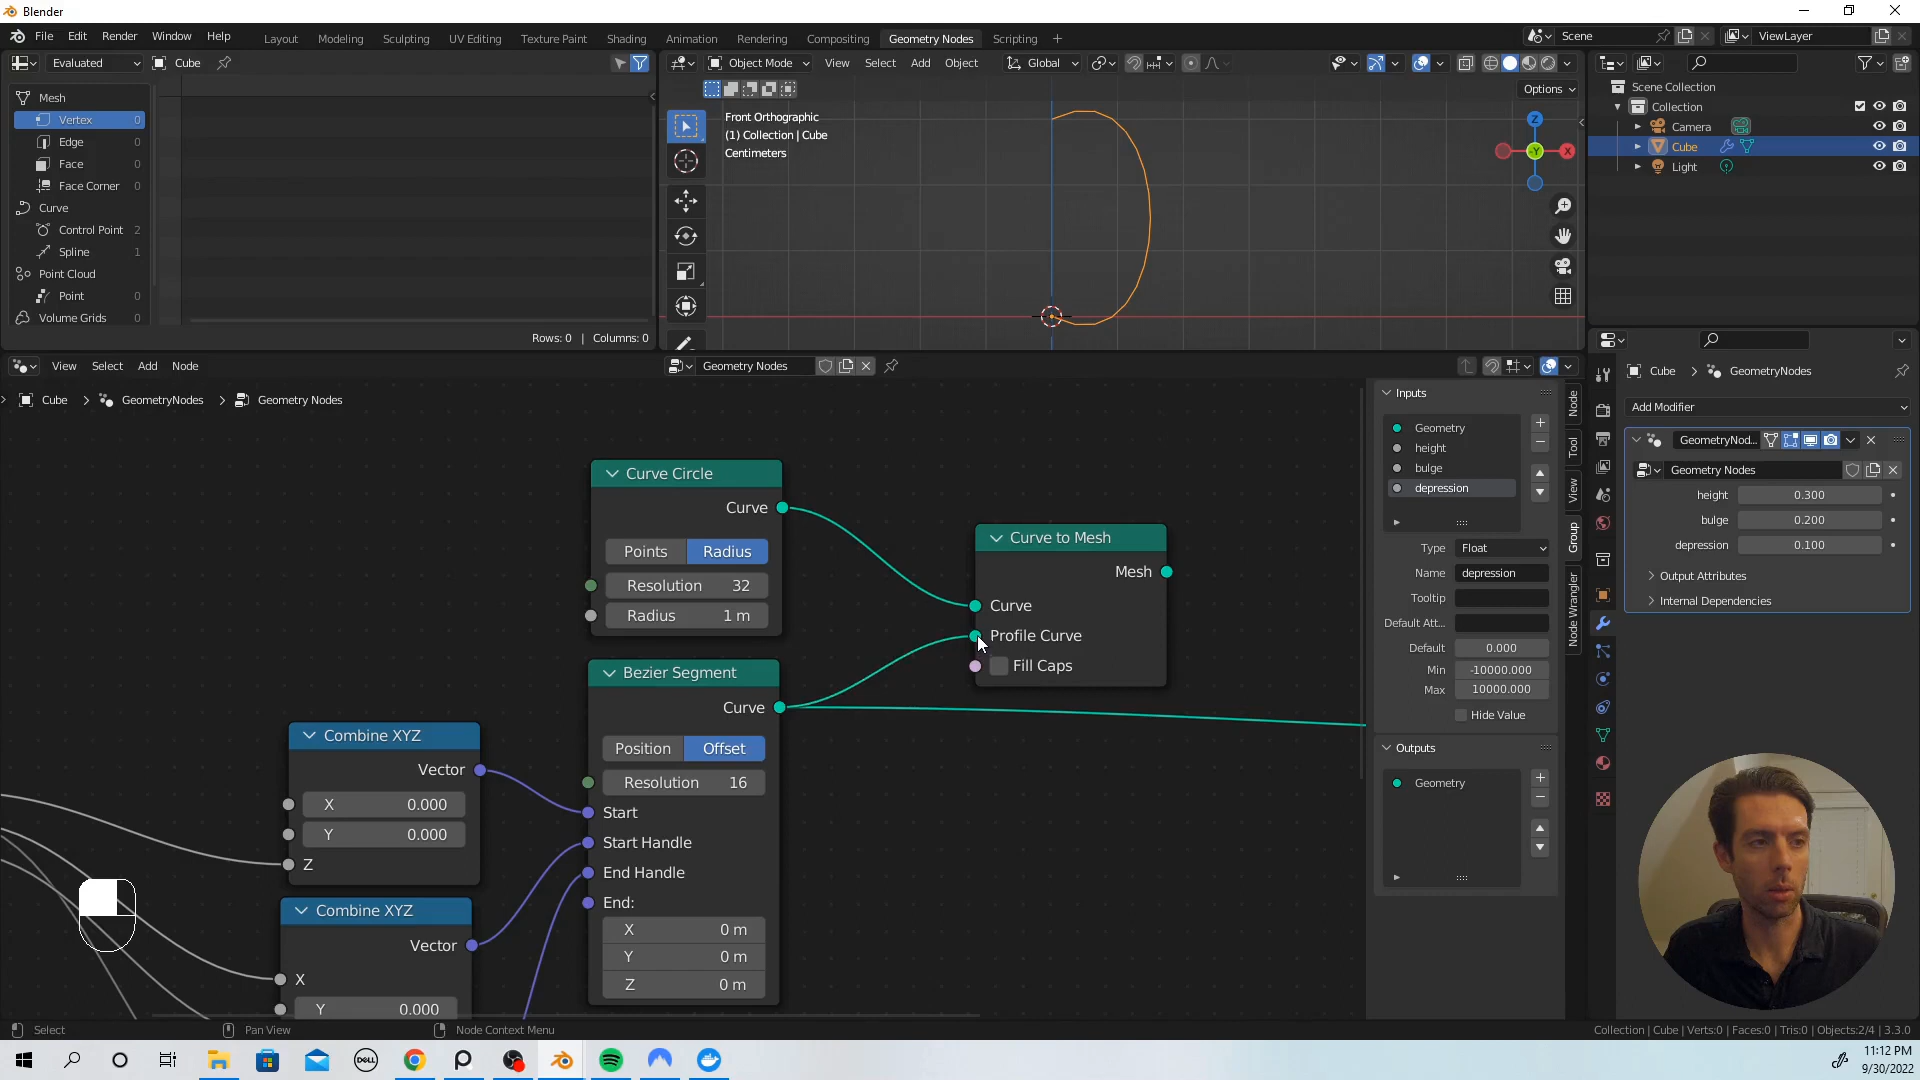 Blender
File Edit Render Window Help
Layout Modeling Sculpting UV Editing Texture Paint Shading Animation Rendering Compositing Geometry Nodes Scripting
Scene ViewLayer
Evaluated Cube
Object Mode View Select Add Object Global
Options
Mesh
Vertex 0
Edge 0
Face 0
Face Corner 0
Curve
Control Point 2
Spline 1
Point Cloud
Point 0
Volume Grids 0
Rows: 0 | Columns: 0
Front Orthographic
(1) Collection | Cube
Centimeters
Z
-Y
X
Scene Collection
Collection
Camera
Cube
Light
View Select Add Node
Geometry Nodes
Cube GeometryNodes Geometry Nodes
Curve Circle
Curve
Points Radius
Resolution 32
Radius 1 m
Curve to Mesh
Mesh
Curve
Profile Curve
Fill Caps
Bezier Segment
Curve
Position Offset
Resolution 16
Start
Start Handle
End Handle
End:
X 0 m
Y 0 m
Z 0 m
Combine XYZ
Vector
X 0.000
Y 0.000
Z
Combine XYZ
Vector
X
Y 0.000
Inputs
Geometry
height
bulge
depression
Type Float
Name depression
Tooltip
Default Att...
Default 0.000
Min -10000.000
Max 10000.000
Hide Value
Outputs
Geometry
Node
Tool
View
Group
Node Wrangler
Cube GeometryNodes
Add Modifier
GeometryNod...
Geometry Nodes
height 0.300
bulge 0.200
depression 0.100
Output Attributes
Internal Dependencies
Select Pan View Node Context Menu
Collection | Cube | Verts:0 | Faces:0 | Tris:0 | Objects:2/4 | 3.3.0
DELL
11:12 PM
9/30/2022